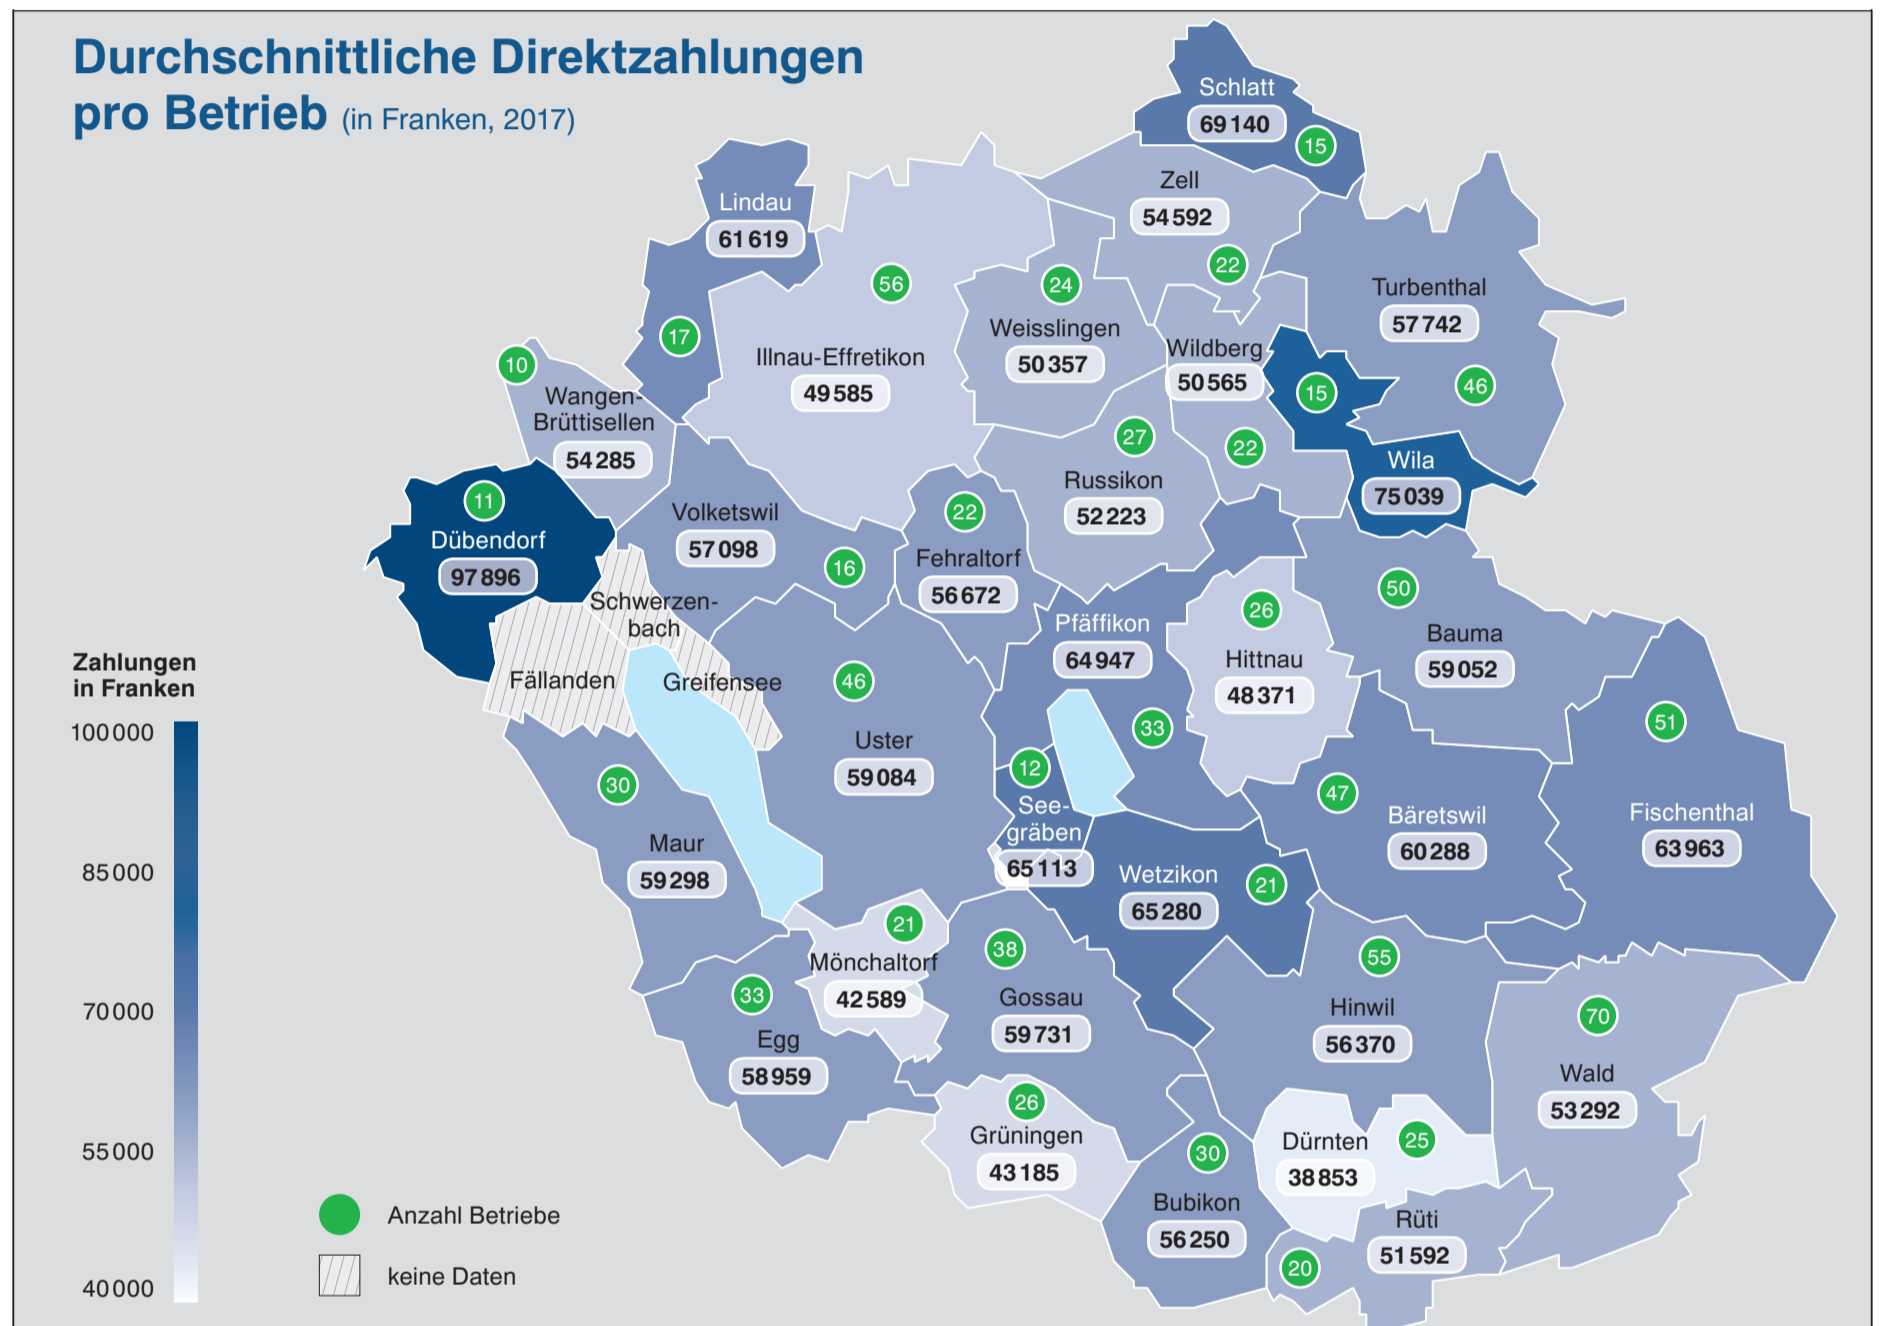 Durchschnittliche Direktzahlungen
pro Betrieb (in Franken, 2017)
Schlatt
69 140
15
Zell
54 592
22
Lindau
61 619
17
56
Illnau-Effretikon
49 585
24
Weisslingen
50 357
Wildberg
50 565
22
Turbenthal
57 742
46
15
Wila
75 039
10
Wangen-
Brüttisellen
54 285
11
Dübendorf
97 896
Volketswil
57 098
16
22
Fehraltorf
56 672
27
Russikon
52 223
Schwerzen-
bach
Fällanden
Greifensee
46
Uster
59 084
Pfäffikon
64 947
33
26
Hittnau
48 371
50
Bauma
59 052
51
Fischenthal
63 963
47
Bäretswil
60 288
12
See-
gräben
65 113
Wetzikon
65 280
21
30
Maur
59 298
21
Mönchaltorf
42 589
33
Egg
58 959
38
Gossau
59 731
55
Hinwil
56 370
70
Wald
53 292
26
Grüningen
43 185
30
Bubikon
56 250
Dürnten
38 853
25
Rüti
51 592
20
Zahlungen
in Franken
100 000
85 000
70 000
55 000
40 000
Anzahl Betriebe
keine Daten